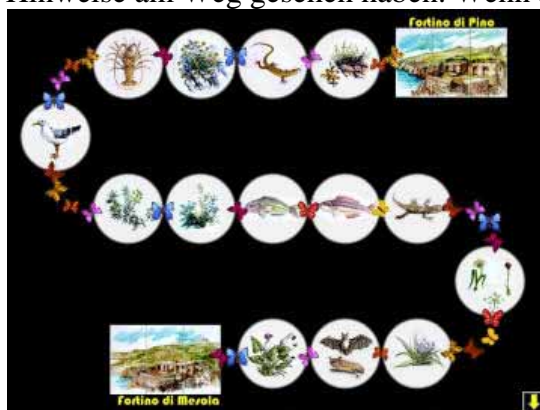 Hinweise am Weg gesehen haben. Wenn
Fortino di Pino
Fortino di Mesola